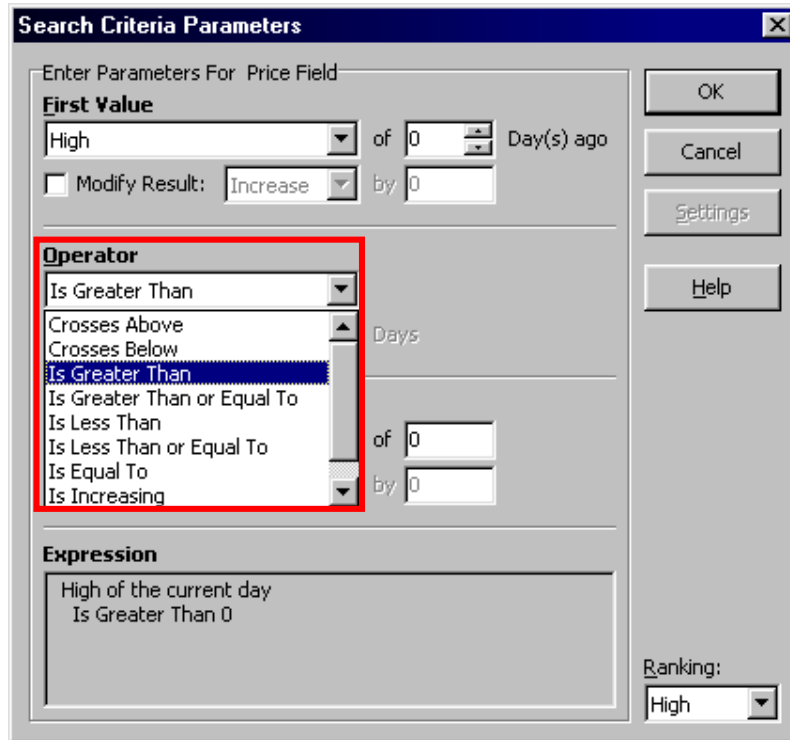 Search Criteria Parameters
Enter Parameters For Price Field
First Value
High of 0 Day(s) ago
Modify Result: Increase by 0
Operator
Is Greater Than
Crosses Above
Crosses Below
Days
Is Greater Than
Is Greater Than or Equal To
Is Less Than
Is Less Than or Equal To
of 0
Is Equal To
by 0
Is Increasing
Expression
High of the current day
Is Greater Than 0
OK
Cancel
Settings
Help
Ranking:
High